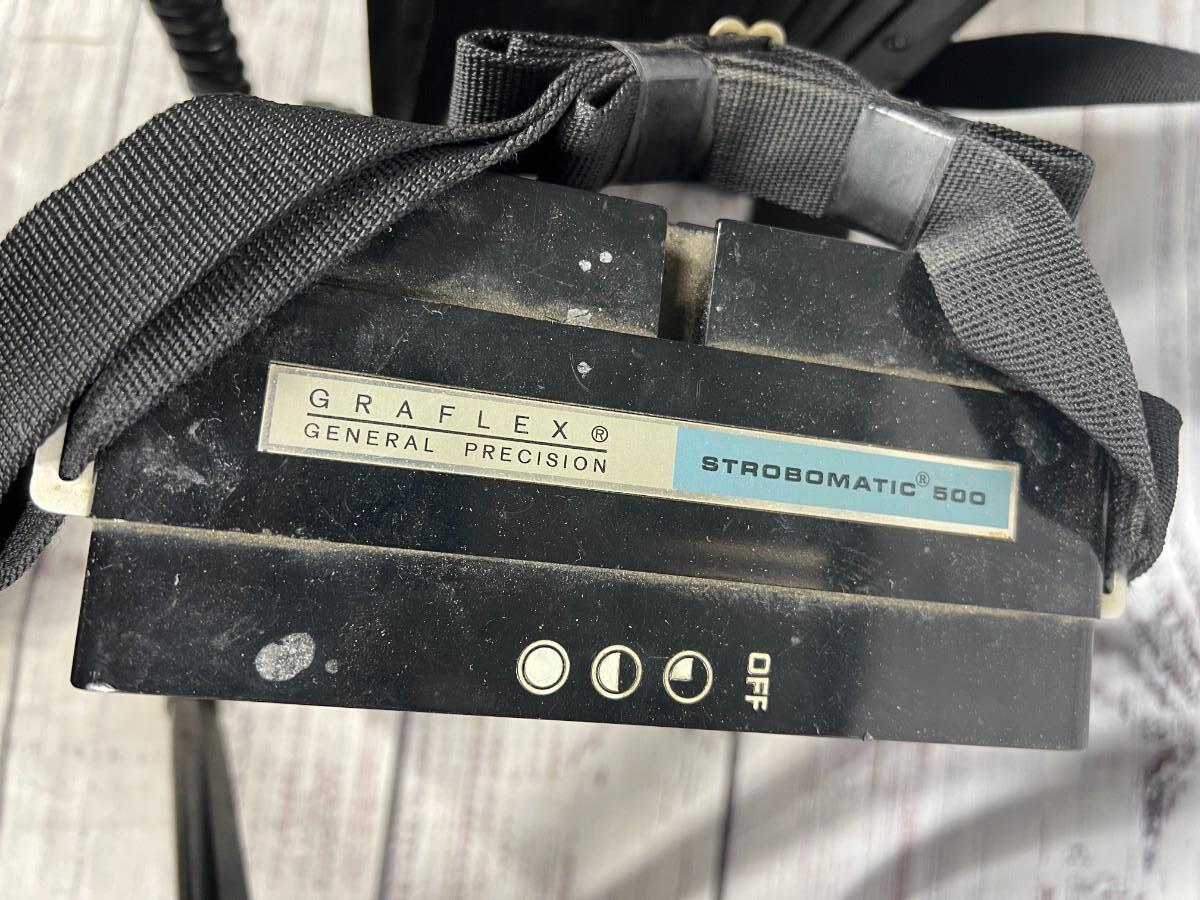 GRAFLEX®
GENERAL PRECISION
STROBOMATIC® 500
OFF